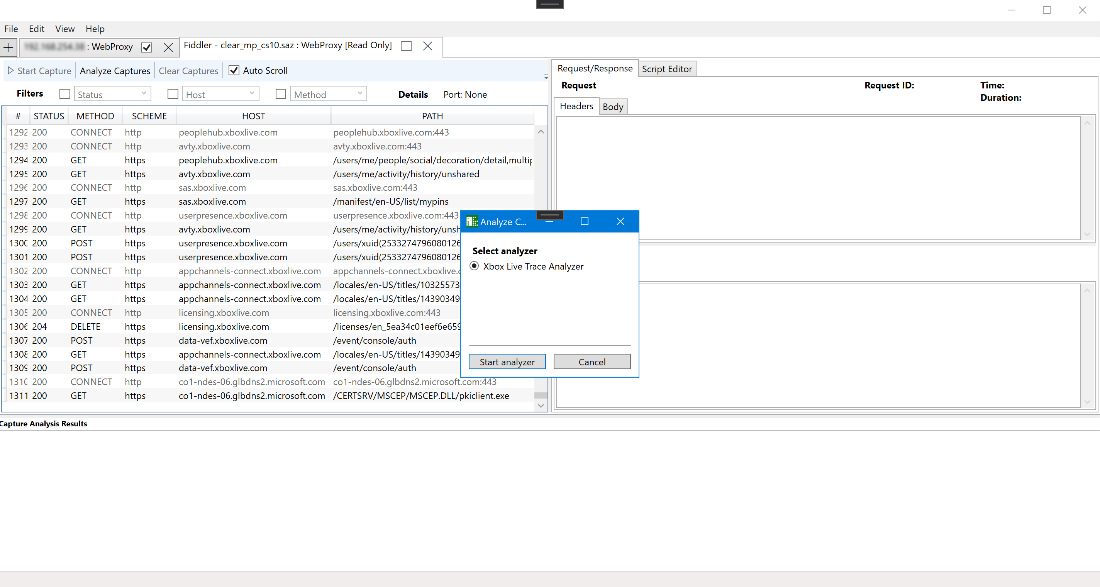 File Edit View Help
: WebProxy
Fiddler - clear_mp_cs10.saz : WebProxy [Read Only]
Start Capture Analyze Captures Clear Captures Auto Scroll
Filters Status Host Method Details Port: None
# STATUS METHOD SCHEME HOST PATH
1292 200 CONNECT http peoplehub.xboxlive.com peoplehub.xboxlive.com:443
1293 200 CONNECT http avty.xboxlive.com avty.xboxlive.com:443
1294 200 GET https peoplehub.xboxlive.com /users/me/people/social/decoration/detail,multip
1295 200 GET https avty.xboxlive.com /users/me/activity/history/unshared
1296 200 CONNECT http sas.xboxlive.com sas.xboxlive.com:443
1297 200 GET https sas.xboxlive.com /manifest/en-US/list/mypins
1298 200 CONNECT http userpresence.xboxlive.com userpresence.xboxlive.com:443
1299 200 GET https avty.xboxlive.com /users/me/activity/history/unsh
1300 200 POST https userpresence.xboxlive.com /users/xuid(2533274796080126
1301 200 POST https userpresence.xboxlive.com /users/xuid(2533274796080126
1302 200 CONNECT http appchannels-connect.xboxlive.com appchannels-connect.xboxlive.c
1303 200 GET https appchannels-connect.xboxlive.com /locales/en-US/titles/10325573
1304 200 GET https appchannels-connect.xboxlive.com /locales/en-US/titles/14390349
1305 200 CONNECT http licensing.xboxlive.com licensing.xboxlive.com:443
1306 204 DELETE https licensing.xboxlive.com /licenses/en_5ea34c01eef6e659
1307 200 POST https data-vef.xboxlive.com /event/console/auth
1308 200 GET https appchannels-connect.xboxlive.com /locales/en-US/titles/14390349
1309 200 POST https data-vef.xboxlive.com /event/console/auth
1310 200 CONNECT http co1-ndes-06.glbdns2.microsoft.com co1-ndes-06.glbdns2.microsoft.com:443
1311 200 GET https co1-ndes-06.glbdns2.microsoft.com /CERTSRV/MSCEP/MSCEP.DLL/pkiclient.exe
Request/Response Script Editor
Request Request ID: Time:
Duration:
Headers Body
Analyze C...
Select analyzer
Xbox Live Trace Analyzer
Start analyzer Cancel
Capture Analysis Results